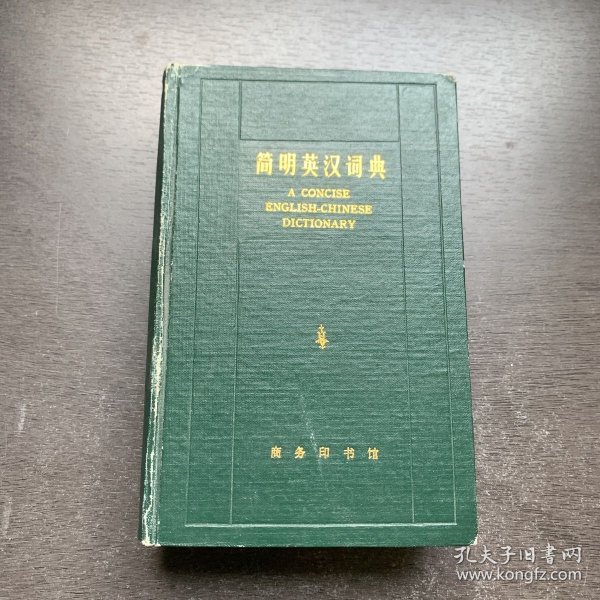 简明英汉词典
A CONCISE
ENGLISH-CHINESE
DICTIONARY
商务印书馆
孔夫子旧书网
www.kongfz.com